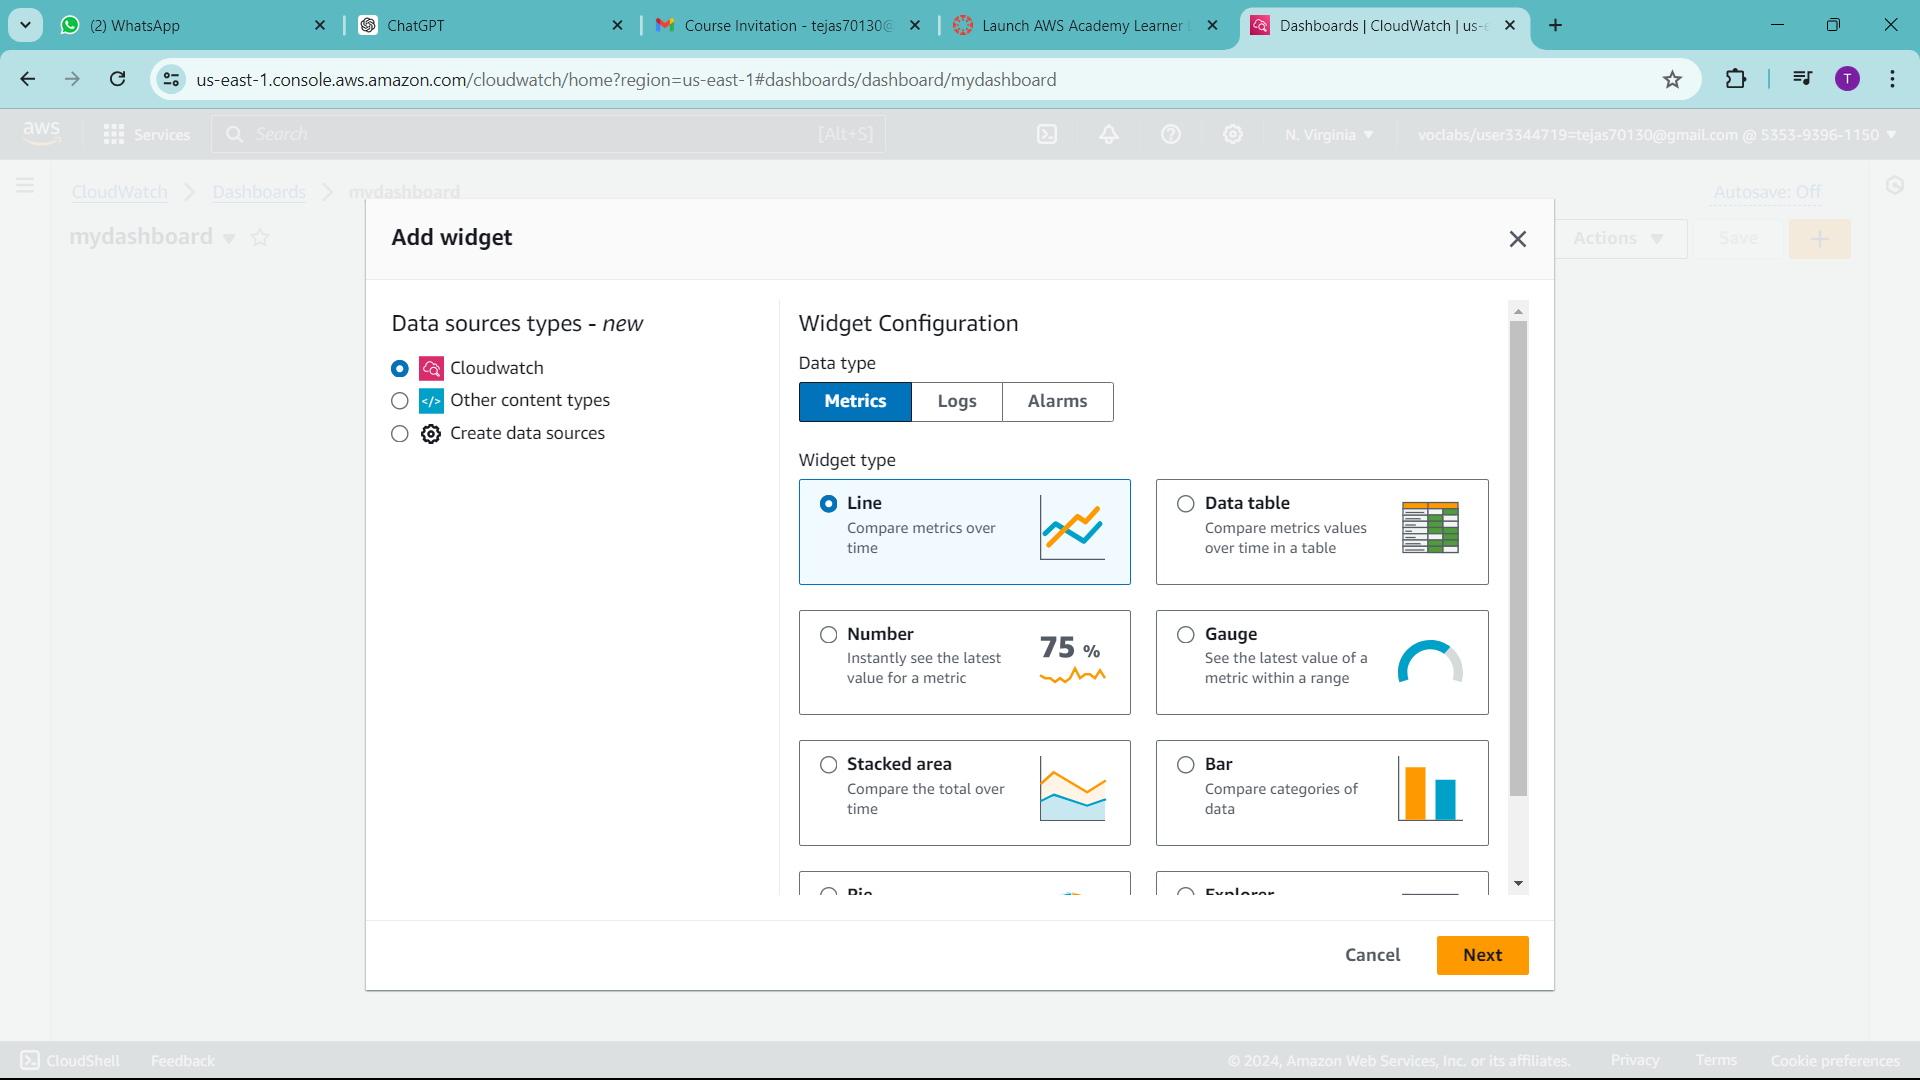 (2) WhatsApp
ChatGPT
Course Invitation - tejas70130@
Launch AWS Academy Learner
Dashboards | CloudWatch | us-e
us-east-1.console.aws.amazon.com/cloudwatch/home?region=us-east-1#dashboards/dashboard/mydashboard
T
aws
Services
Search
[Alt+S]
N. Virginia
voclabs/user3344719=tejas70130@gmail.com @ 5353-9396-1150
CloudWatch
Dashboards
mydashboard
Autosave: Off
mydashboard
Actions
Save
Add widget
Data sources types - new
Cloudwatch
Other content types
Create data sources
Widget Configuration
Data type
Metrics
Logs
Alarms
Widget type
Line
Compare metrics over
time
Data table
Compare metrics values
over time in a table
Number
Instantly see the latest
value for a metric
75 %
Gauge
See the latest value of a
metric within a range
Stacked area
Compare the total over
time
Bar
Compare categories of
data
Pie
Explorer
Cancel
Next
CloudShell
Feedback
© 2024, Amazon Web Services, Inc. or its affiliates.
Privacy
Terms
Cookie preferences